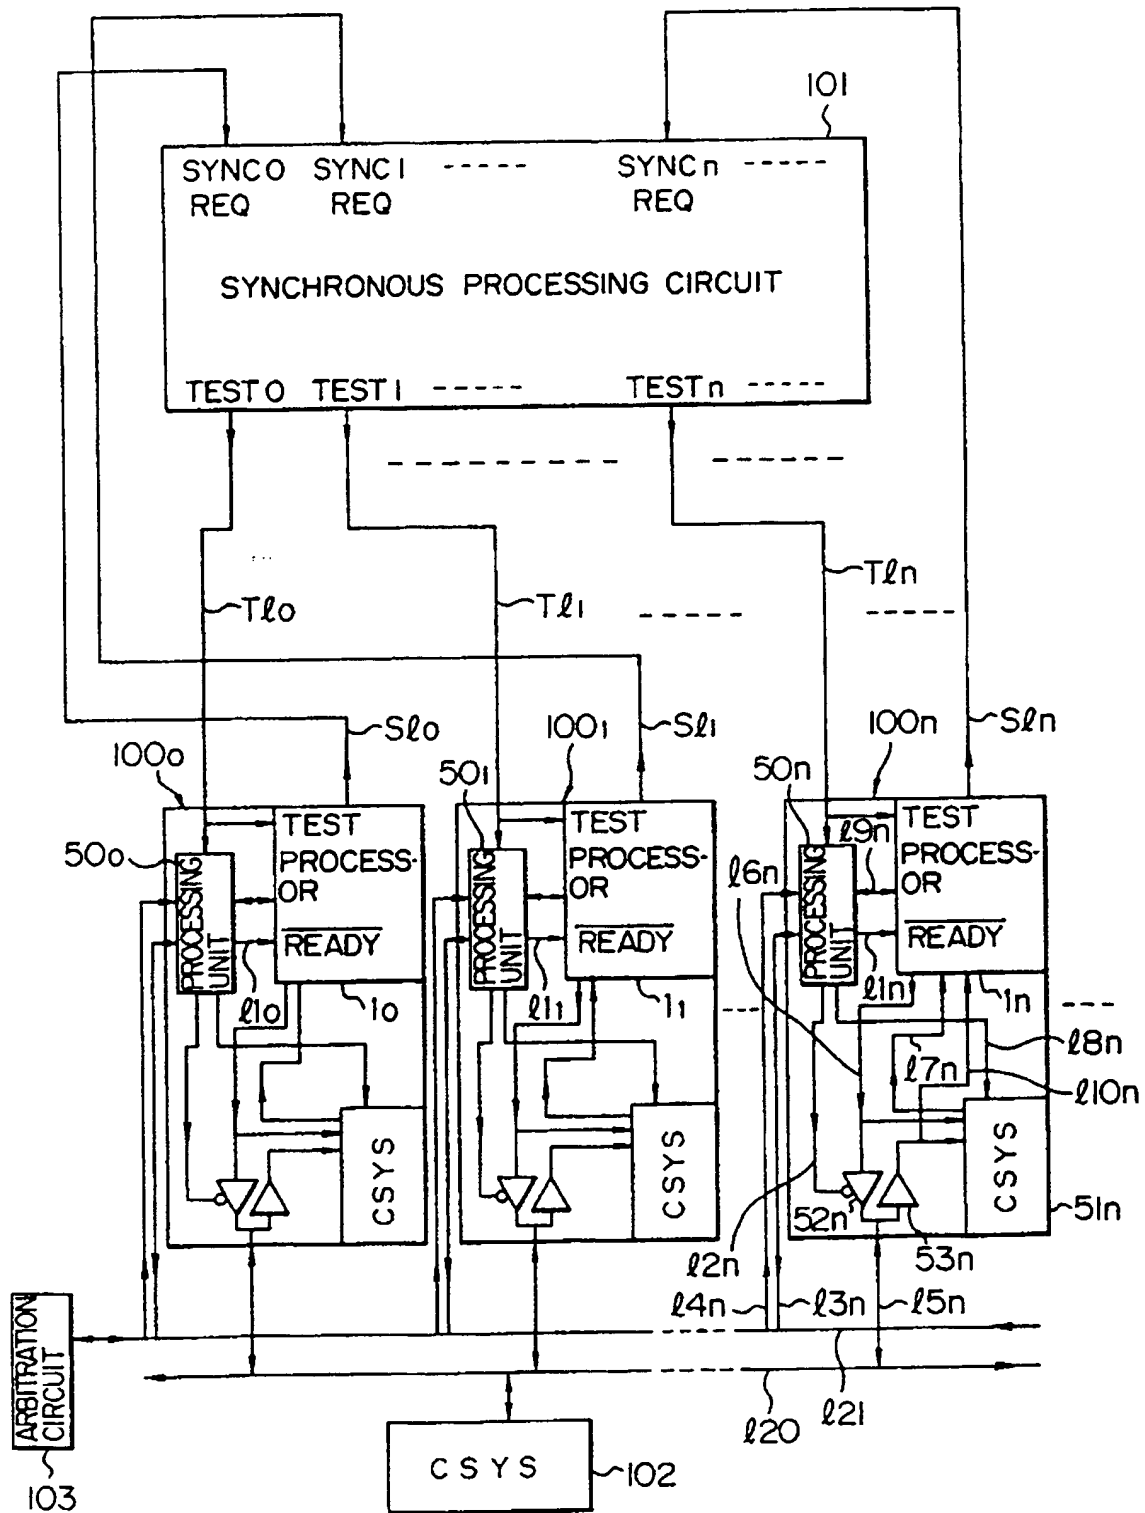 101
SYNC0 SYNC1 ----- SYNCn -----
REQ REQ REQ
SYNCHRONOUS PROCESSING CIRCUIT
TEST0 TEST1 ----- TESTn -----
Tℓ0 Tℓ1 Tℓn
Sℓ0 Sℓ1 Sℓn
100₀ 100₁ 100n
50₀ 50₁ 50n
TEST
PROCESS-
OR
READY
PROCESSING
UNIT
ℓ1₀
1₀
CSYS
TEST
PROCESS-
OR
READY
PROCESSING
UNIT
ℓ1₁
1₁
CSYS
TEST
PROCESS-
OR
READY
PROCESSING
UNIT
ℓ9n
ℓ6n
ℓ1n
1n
ℓ8n
ℓ7n
ℓ10n
CSYS
52n
51n
53n
ℓ2n
ℓ4n ℓ3n ℓ5n
ARBITRATION
CIRCUIT
103
ℓ20 ℓ21
CSYS
102